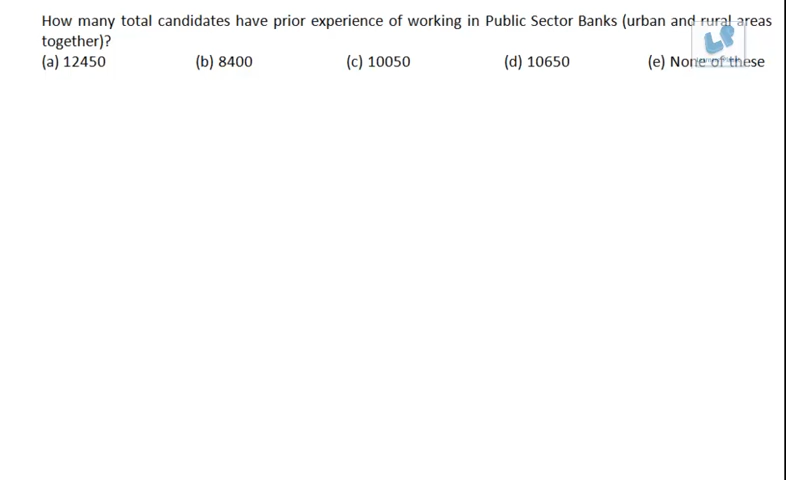 How many total candidates have prior experience of working in Public Sector Banks (urban and rural areas
together)?
(a) 12450 (b) 8400 (c) 10050 (d) 10650 (e) None of these